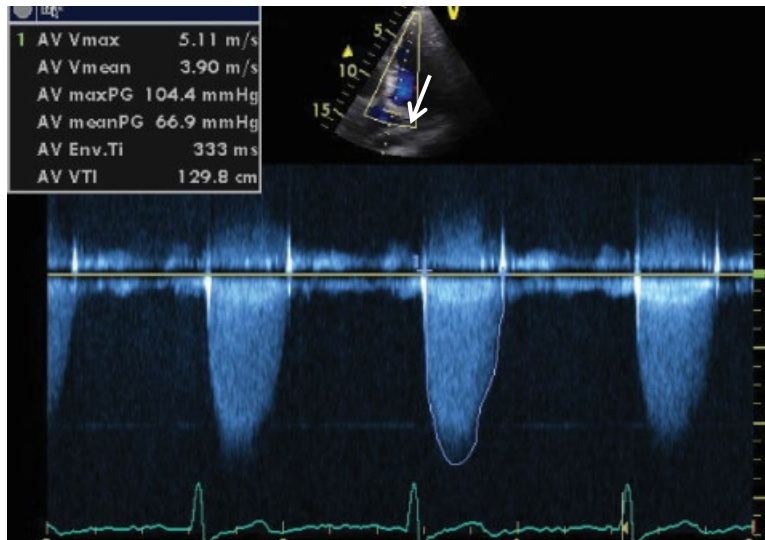 1 AV Vmax 5.11 m/s
AV Vmean 3.90 m/s
AV maxPG 104.4 mmHg
AV meanPG 66.9 mmHg
AV Env.Ti 333 ms
AV VTI 129.8 cm
V
5
10
15
1